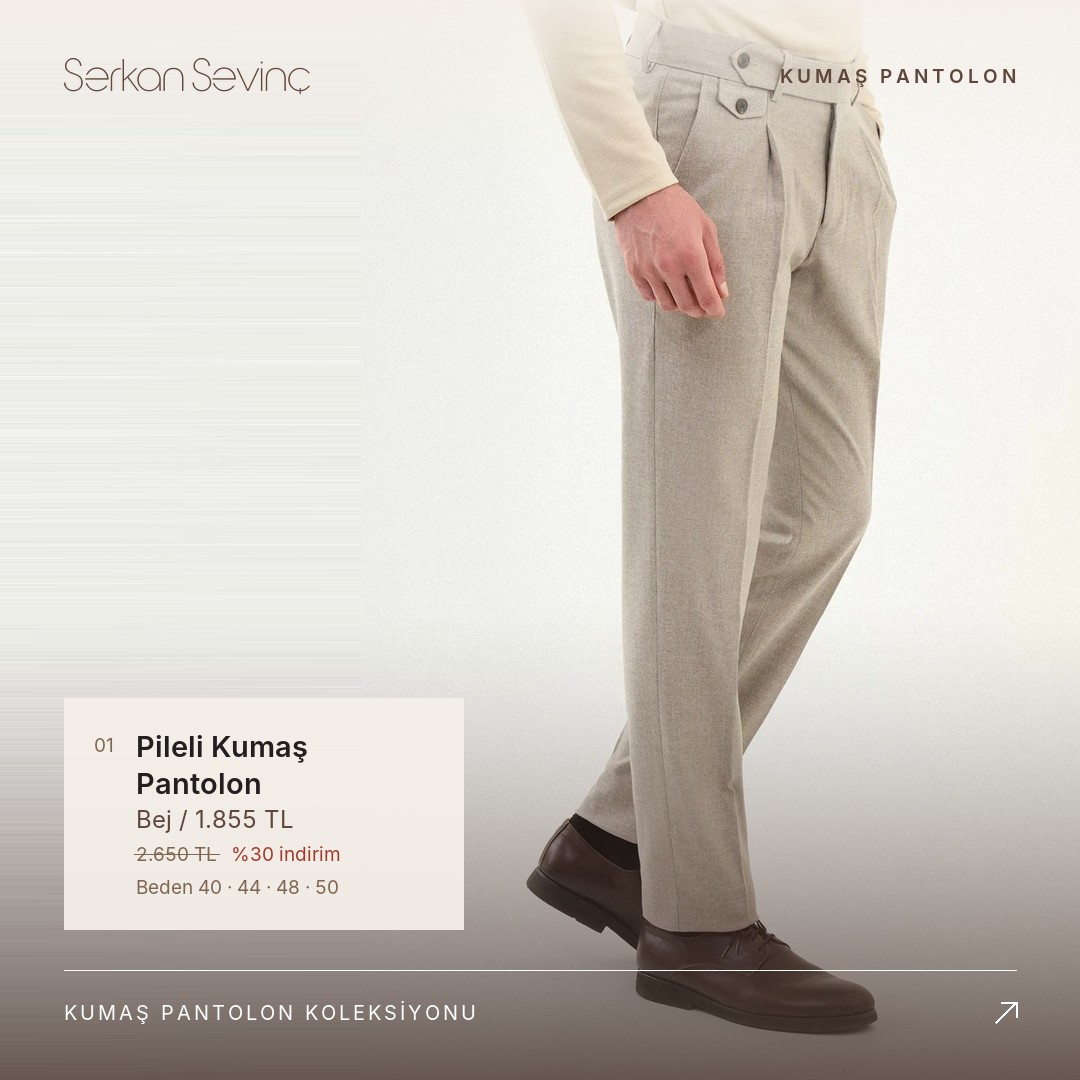 Serkan Sevinç
KUMAŞ PANTOLON
01
Pileli Kumaş
Pantolon
Bej / 1.855 TL
2.650 TL %30 indirim
Beden 40 · 44 · 48 · 50
KUMAŞ PANTOLON KOLEKSİYONU